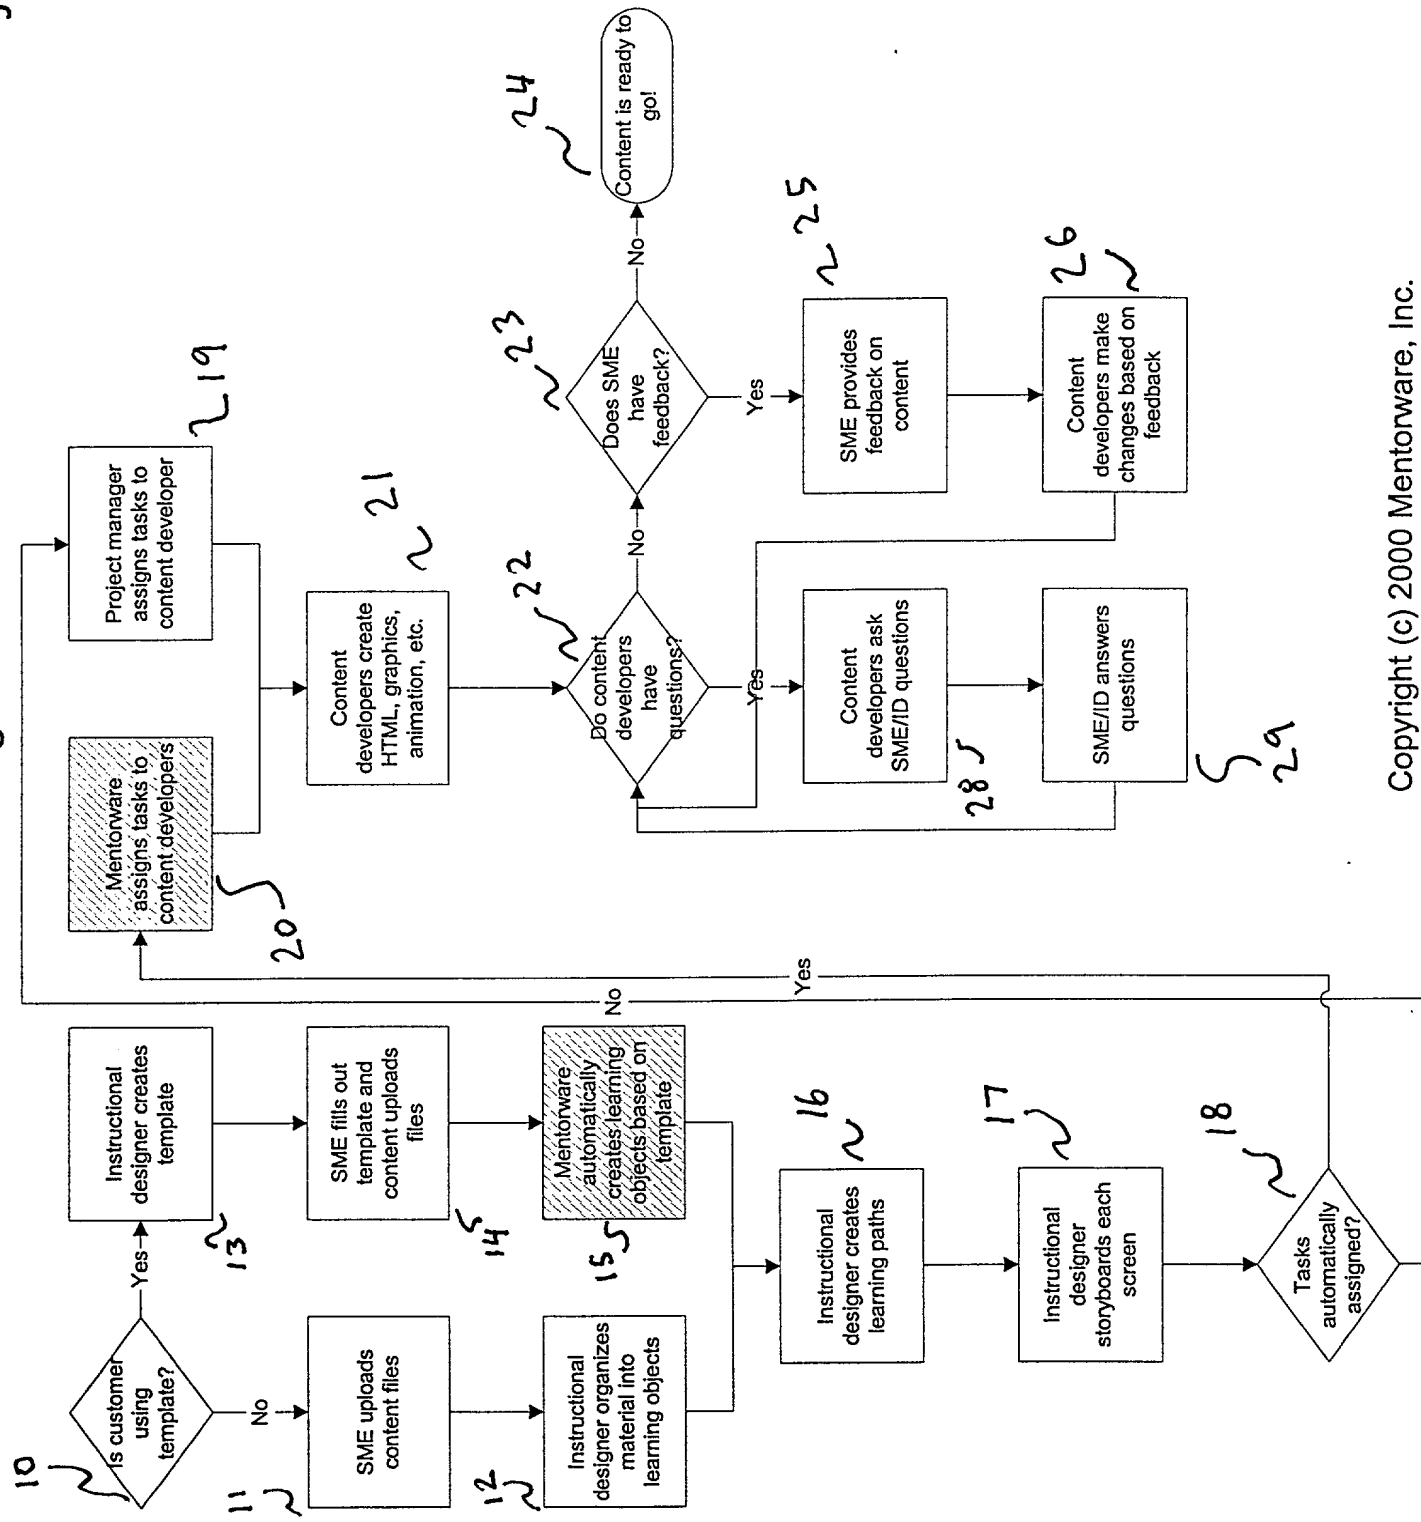 10
Is customer
using
template?
Yes
No
13
Instructional
designer creates
template
11
SME uploads
content files
14
SME fills out
template and
content uploads
files
12
Instructional
designer organizes
material into
learning objects
15
Mentorware
automatically
creates learning
objects based on
template
16
Instructional
designer creates
learning paths
17
Instructional
designer
storyboards each
screen
18
Tasks
automatically
assigned?
No
Yes
20
Mentorware
assigns tasks to
content developers
19
Project manager
assigns tasks to
content developer
21
Content
developers create
HTML, graphics,
animation, etc.
22
Do content
developers
have
questions?
No
Yes
23
Does SME
have
feedback?
No
Yes
24
Content is ready to
go!
28
Content
developers ask
SME/ID questions
25
SME provides
feedback on
content
29
SME/ID answers
questions
26
Content
developers make
changes based on
feedback
Copyright (c) 2000 Mentorware, Inc.